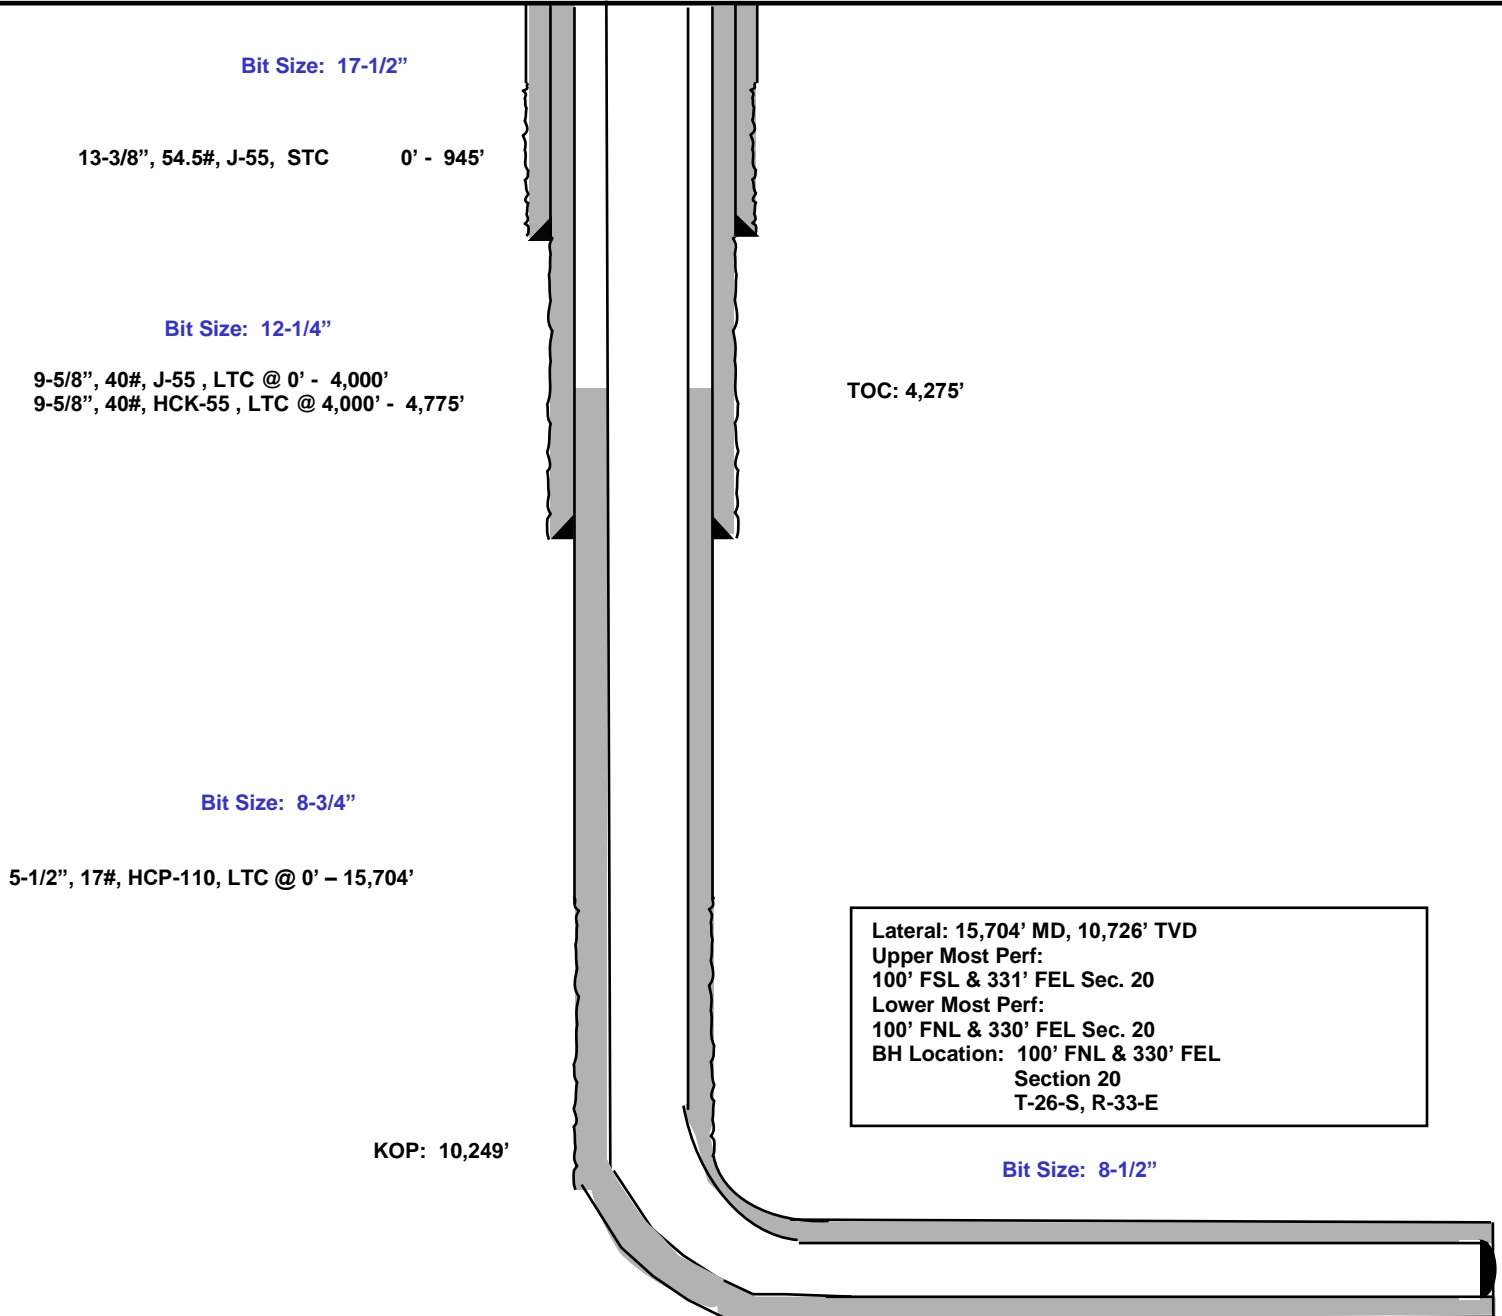 Bit Size: 17-1/2”
13-3/8”, 54.5#, J-55, STC 0’ - 945’
Bit Size: 12-1/4”
9-5/8”, 40#, J-55 , LTC @ 0’ - 4,000’
9-5/8”, 40#, HCK-55 , LTC @ 4,000’ - 4,775’
TOC: 4,275’
Bit Size: 8-3/4”
5-1/2”, 17#, HCP-110, LTC @ 0’ – 15,704’
Lateral: 15,704’ MD, 10,726’ TVD
Upper Most Perf:
100’ FSL & 331’ FEL Sec. 20
Lower Most Perf:
100’ FNL & 330’ FEL Sec. 20
BH Location: 100’ FNL & 330’ FEL
Section 20
T-26-S, R-33-E
KOP: 10,249’
Bit Size: 8-1/2”